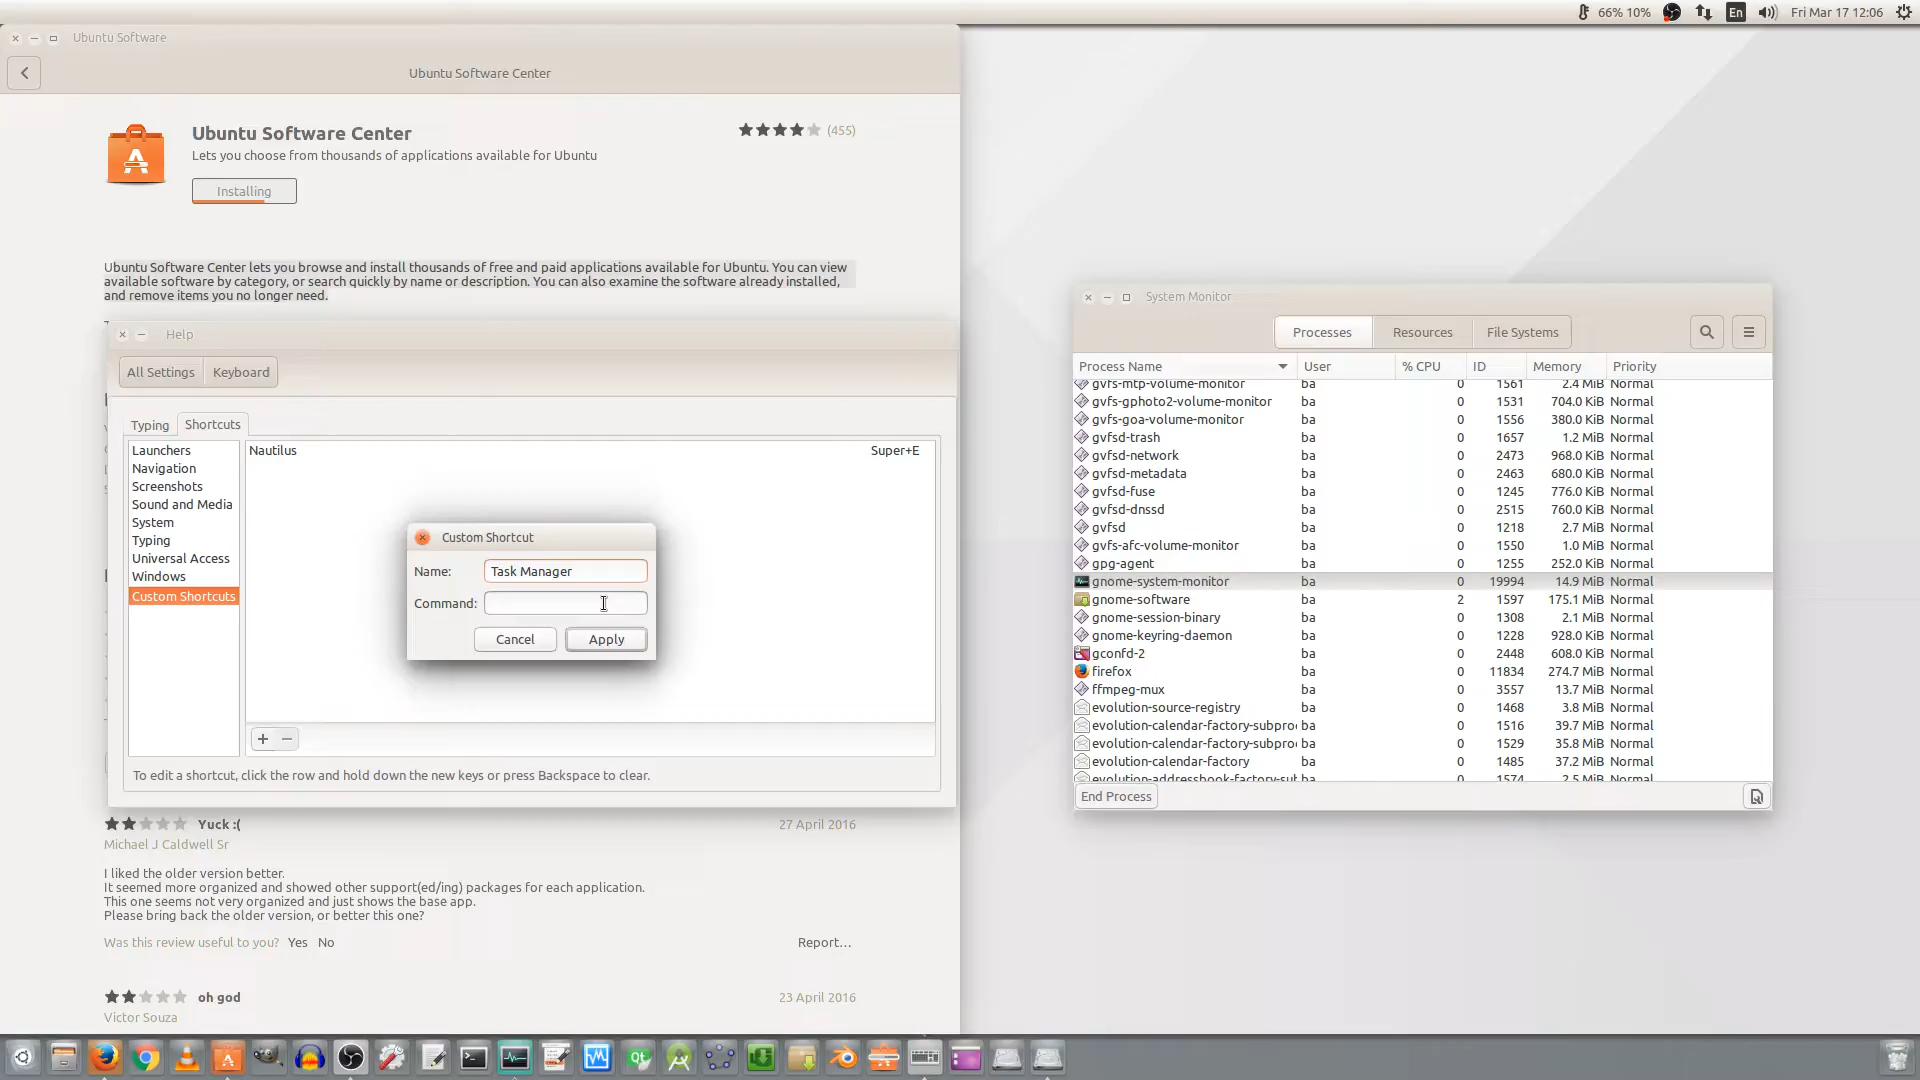 66% 10%
En
Fri Mar 17 12:06
Ubuntu Software
Ubuntu Software Center
Ubuntu Software Center
Lets you choose from thousands of applications available for Ubuntu
(455)
Installing
Ubuntu Software Center lets you browse and install thousands of free and paid applications available for Ubuntu. You can view
available software by category, or search quickly by name or description. You can also examine the software already installed,
and remove items you no longer need.
Help
All Settings
Keyboard
Typing
Shortcuts
Launchers
Navigation
Screenshots
Sound and Media
System
Typing
Universal Access
Windows
Custom Shortcuts
Nautilus
Super+E
Custom Shortcut
Name:
Task Manager
Command:
Cancel
Apply
+ −
To edit a shortcut, click the row and hold down the new keys or press Backspace to clear.
Yuck :(
27 April 2016
Michael J Caldwell Sr
I liked the older version better.
It seemed more organized and showed other support(ed/ing) packages for each application.
This one seems not very organized and just shows the base app.
Please bring back the older version, or better this one?
Was this review useful to you? Yes No
Report…
oh god
23 April 2016
Victor Souza
System Monitor
Processes
Resources
File Systems
Process Name User % CPU ID Memory Priority
gvfs-mtp-volume-monitor ba 0 1561 2.4 MiB Normal
gvfs-gphoto2-volume-monitor ba 0 1531 704.0 KiB Normal
gvfs-goa-volume-monitor ba 0 1556 380.0 KiB Normal
gvfsd-trash ba 0 1657 1.2 MiB Normal
gvfsd-network ba 0 2473 968.0 KiB Normal
gvfsd-metadata ba 0 2463 680.0 KiB Normal
gvfsd-fuse ba 0 1245 776.0 KiB Normal
gvfsd-dnssd ba 0 2515 760.0 KiB Normal
gvfsd ba 0 1218 2.7 MiB Normal
gvfs-afc-volume-monitor ba 0 1550 1.0 MiB Normal
gpg-agent ba 0 1255 252.0 KiB Normal
gnome-system-monitor ba 0 19994 14.9 MiB Normal
gnome-software ba 2 1597 175.1 MiB Normal
gnome-session-binary ba 0 1308 2.1 MiB Normal
gnome-keyring-daemon ba 0 1228 928.0 KiB Normal
gconfd-2 ba 0 2448 608.0 KiB Normal
firefox ba 0 11834 274.7 MiB Normal
ffmpeg-mux ba 0 3557 13.7 MiB Normal
evolution-source-registry ba 0 1468 3.8 MiB Normal
evolution-calendar-factory-subproc ba 0 1516 39.7 MiB Normal
evolution-calendar-factory-subproc ba 0 1529 35.8 MiB Normal
evolution-calendar-factory ba 0 1485 37.2 MiB Normal
evolution-addressbook-factory-sub ba 0 1574 2.5 MiB Normal
End Process